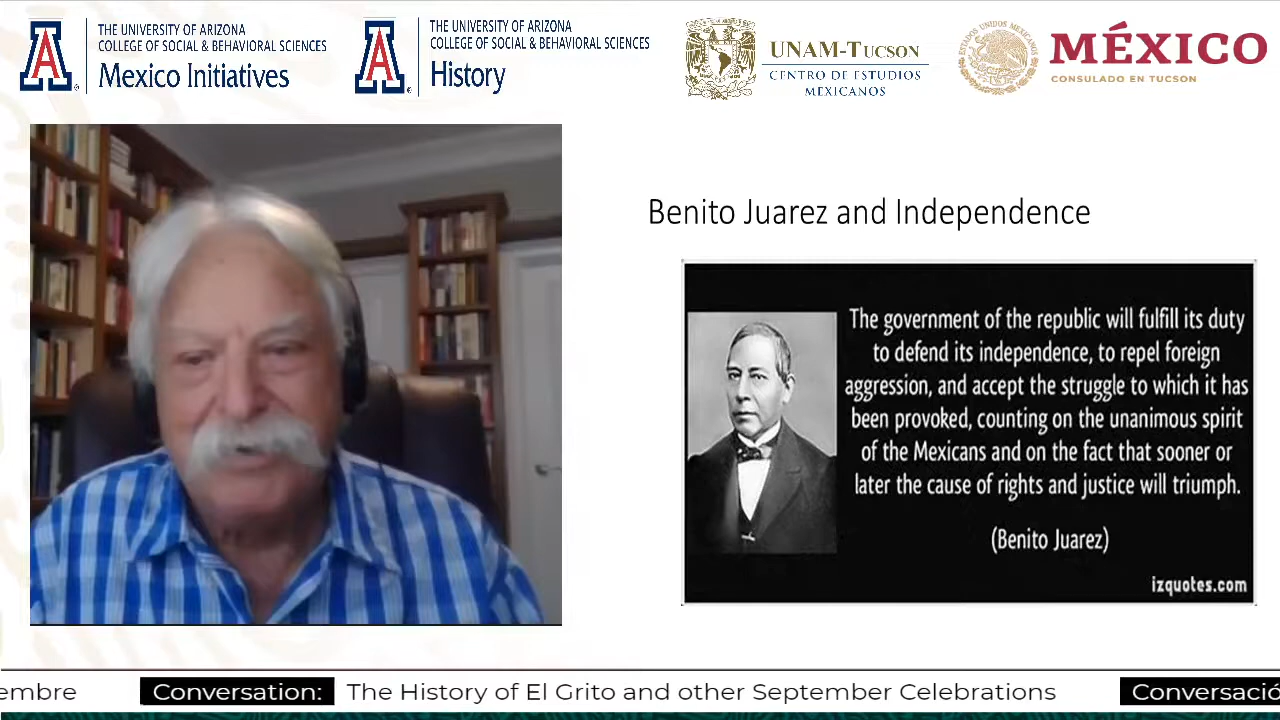 THE UNIVERSITY OF ARIZONA
COLLEGE OF SOCIAL & BEHAVIORAL SCIENCES
Mexico Initiatives
THE UNIVERSITY OF ARIZONA
COLLEGE OF SOCIAL & BEHAVIORAL SCIENCES
History
UNAM-Tucson
CENTRO DE ESTUDIOS
MEXICANOS
ESTADOS UNIDOS MEXICANOS
MÉXICO
CONSULADO EN TUCSON
Benito Juarez and Independence
The government of the republic will fulfill its duty
to defend its independence, to repel foreign
aggression, and accept the struggle to which it has
been provoked, counting on the unanimous spirit
of the Mexicans and on the fact that sooner or
later the cause of rights and justice will triumph.
(Benito Juarez)
izquotes.com
embre Conversation: The History of El Grito and other September Celebrations Conversació